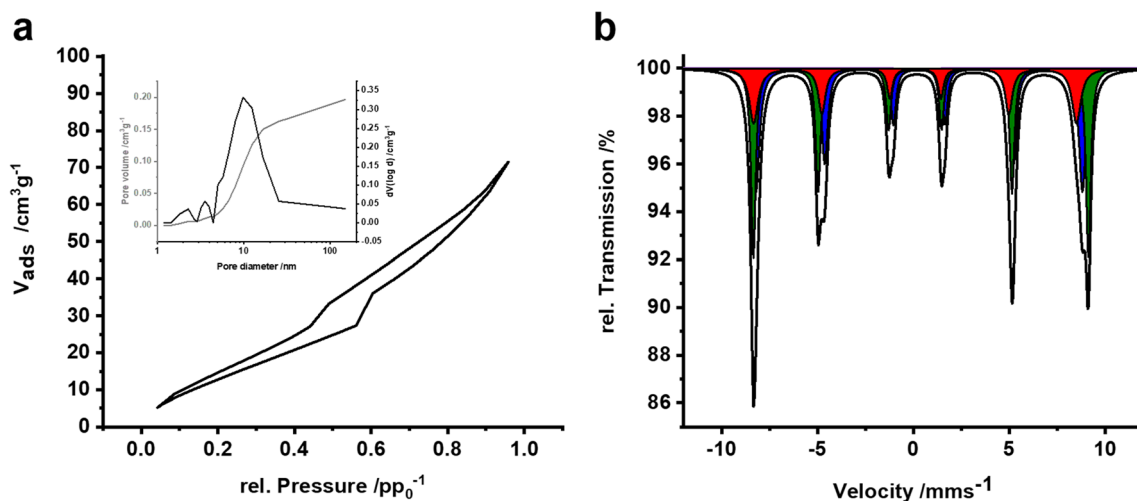 a
V_ads /cm³g⁻¹
100
90
80
70
60
50
40
30
20
10
0
0.0 0.2 0.4 0.6 0.8 1.0
rel. Pressure /pp₀⁻¹
Pore volume /cm³g⁻¹
0.20
0.15
0.10
0.05
0.00
0.35
0.30
0.25
0.20
0.15
0.10
0.05
0.00
-0.05
dV(log d) /cm³g⁻¹
1 10 100
Pore diameter /nm
b
rel. Transmission /%
100
98
96
94
92
90
88
86
-10 -5 0 5 10
Velocity /mms⁻¹